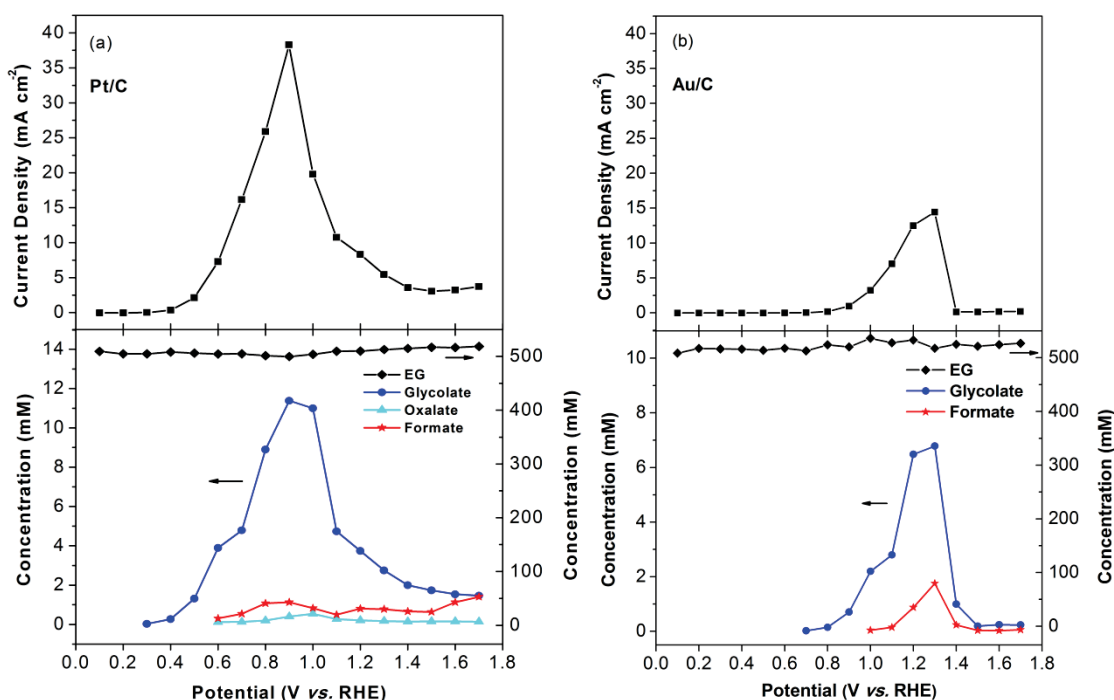 (a)
Pt/C
Current Density (mA cm⁻²)
40
35
30
25
20
15
10
5
0
14
12
10
8
6
4
2
0
Concentration (mM)
EG
Glycolate
Oxalate
Formate
500
400
300
200
100
0
Concentration (mM)
0.0 0.2 0.4 0.6 0.8 1.0 1.2 1.4 1.6 1.8
Potential (V vs. RHE)
(b)
Au/C
Current Density (mA cm⁻²)
40
35
30
25
20
15
10
5
0
10
8
6
4
2
0
Concentration (mM)
EG
Glycolate
Formate
500
400
300
200
100
0
Concentration (mM)
0.0 0.2 0.4 0.6 0.8 1.0 1.2 1.4 1.6 1.8
Potential (V vs. RHE)